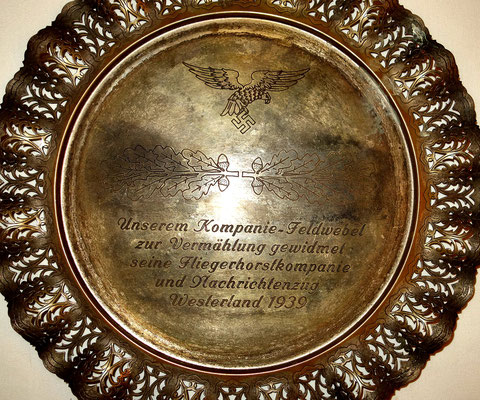 Unserem Kompanie-Feldwebel
zur Vermählung gewidmet
seine Fliegerhorstkompanie
und Nachrichtenzug
Westerland 1939